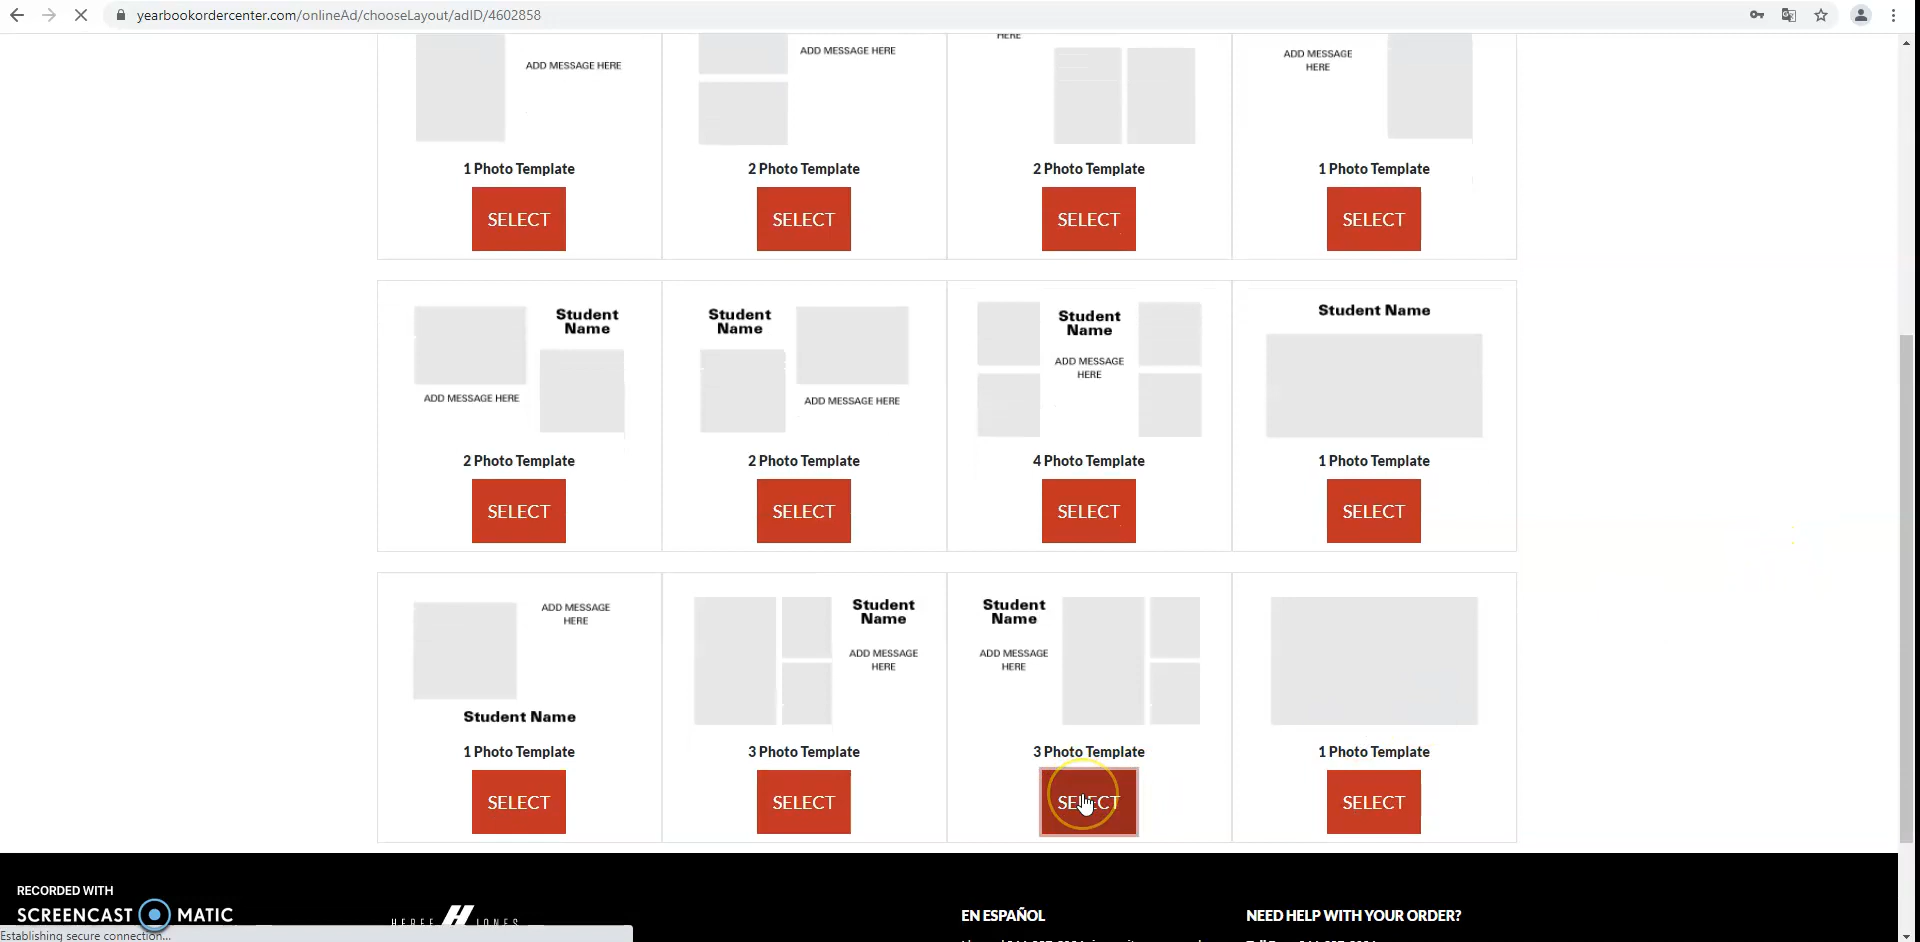 yearbookordercenter.com/onlineAd/chooseLayout/adID/4602858
HERE
ADD MESSAGE HERE
ADD MESSAGE HERE
ADD MESSAGE
HERE
1 Photo Template
2 Photo Template
2 Photo Template
1 Photo Template
SELECT
SELECT
SELECT
SELECT
Student
Name
ADD MESSAGE HERE
Student
Name
ADD MESSAGE HERE
Student
Name
ADD MESSAGE
HERE
Student Name
2 Photo Template
2 Photo Template
4 Photo Template
1 Photo Template
SELECT
SELECT
SELECT
SELECT
ADD MESSAGE
HERE
Student Name
Student
Name
ADD MESSAGE
HERE
Student
Name
ADD MESSAGE
HERE
1 Photo Template
3 Photo Template
3 Photo Template
1 Photo Template
SELECT
SELECT
SELECT
SELECT
RECORDED WITH
SCREENCAST MATIC
Establishing secure connection...
EN ESPAÑOL
NEED HELP WITH YOUR ORDER?